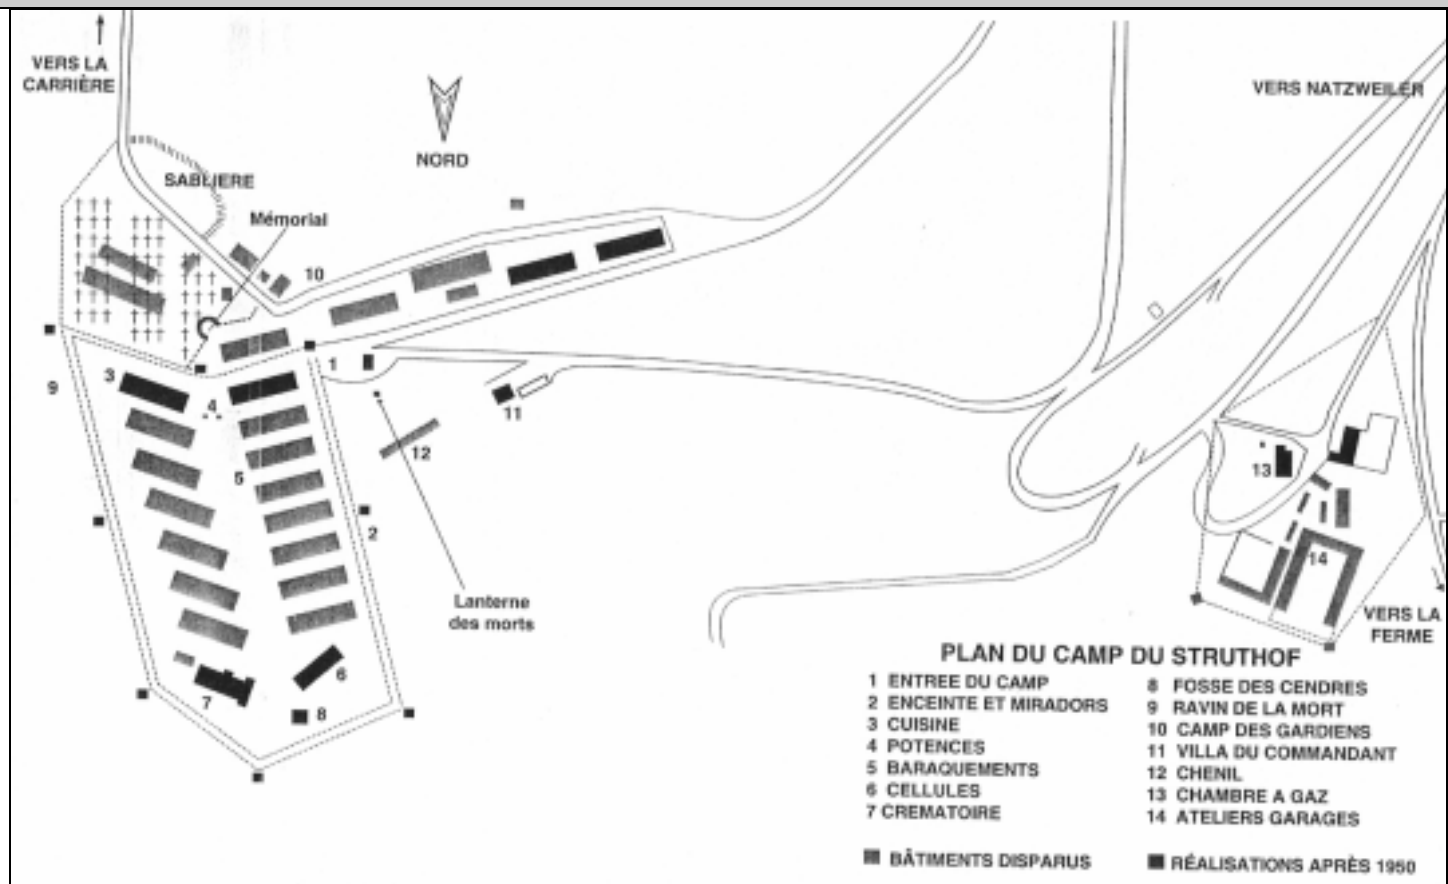 VERS LA
CARRIÈRE
NORD
VERS NATZWEILER
SABLIERE
Mémorial
10
1
3
9
4
11
12
5
13
2
14
Lanterne
des morts
VERS LA
FERME
6
7
8
PLAN DU CAMP DU STRUTHOF
1 ENTREE DU CAMP
2 ENCEINTE ET MIRADORS
3 CUISINE
4 POTENCES
5 BARAQUEMENTS
6 CELLULES
7 CREMATOIRE
8 FOSSE DES CENDRES
9 RAVIN DE LA MORT
10 CAMP DES GARDIENS
11 VILLA DU COMMANDANT
12 CHENIL
13 CHAMBRE A GAZ
14 ATELIERS GARAGES
BÂTIMENTS DISPARUS
RÉALISATIONS APRÈS 1950